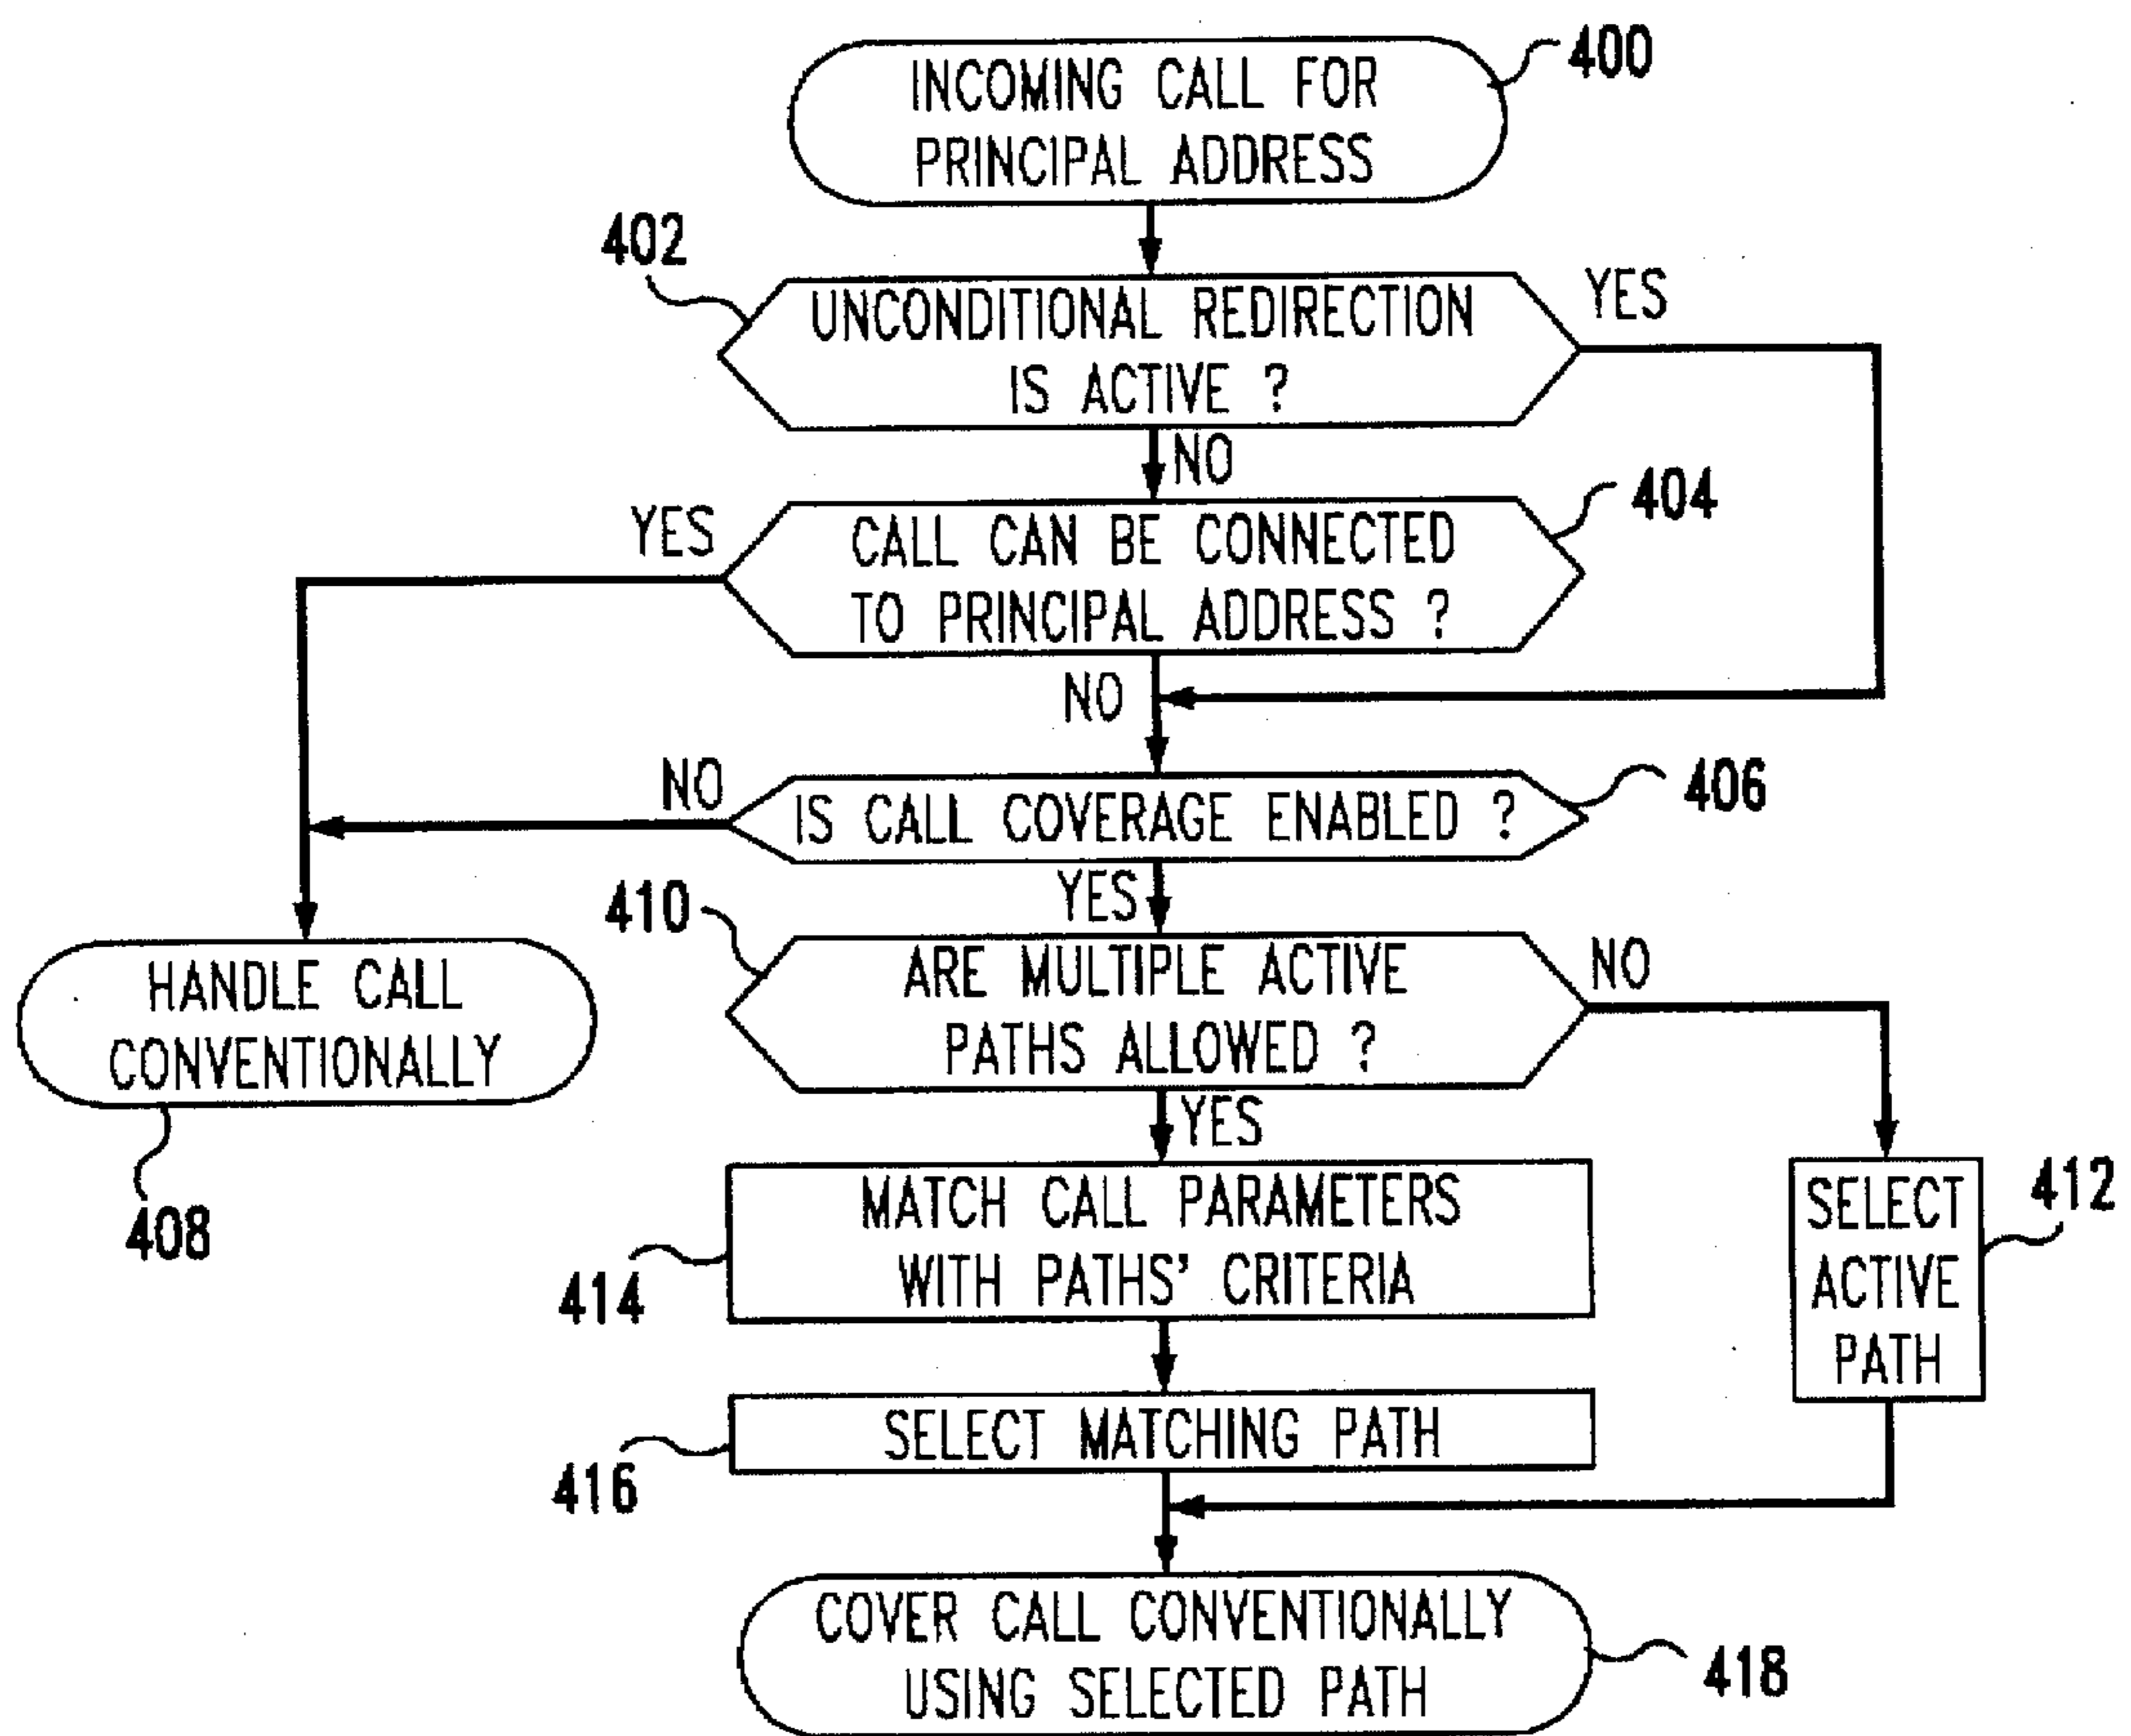 INCOMING CALL FOR
PRINCIPAL ADDRESS
400
402
UNCONDITIONAL REDIRECTION
IS ACTIVE ?
YES
NO
404
YES
CALL CAN BE CONNECTED
TO PRINCIPAL ADDRESS ?
NO
406
NO
IS CALL COVERAGE ENABLED ?
YES
410
ARE MULTIPLE ACTIVE
PATHS ALLOWED ?
NO
HANDLE CALL
CONVENTIONALLY
408
YES
MATCH CALL PARAMETERS
WITH PATHS' CRITERIA
414
SELECT
ACTIVE
PATH
412
SELECT MATCHING PATH
416
COVER CALL CONVENTIONALLY
USING SELECTED PATH
418